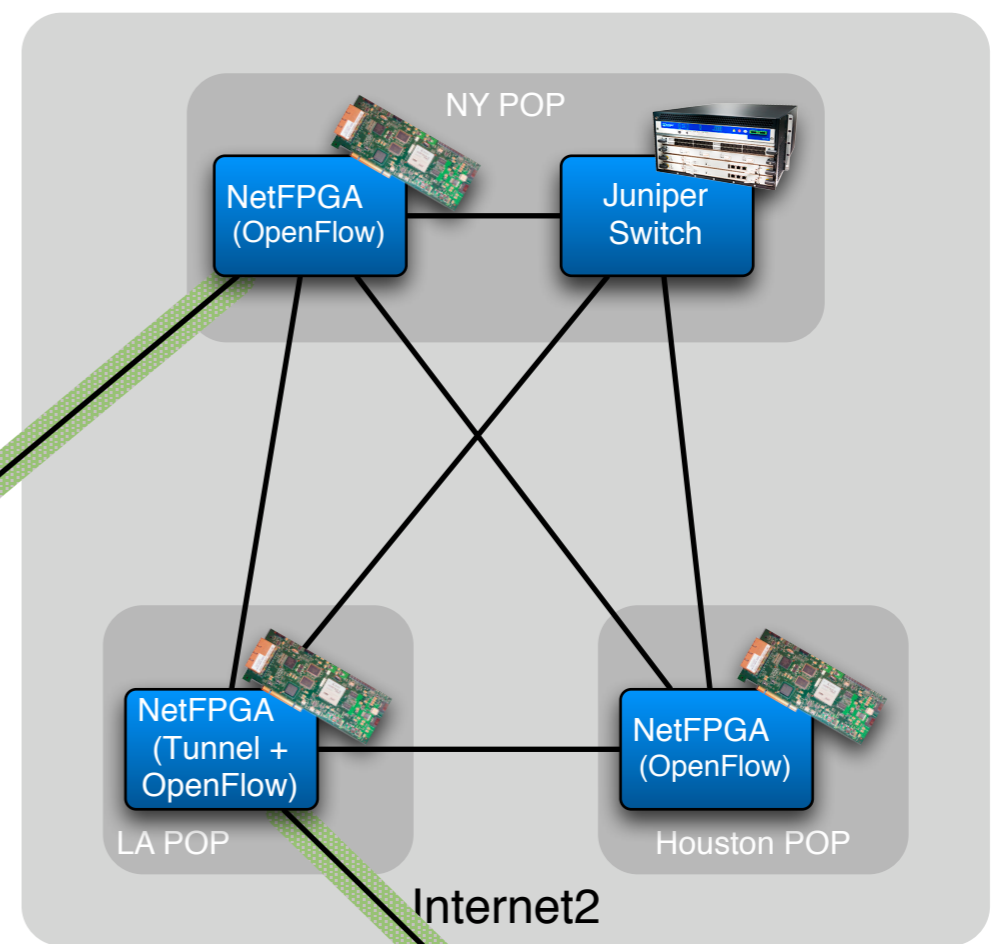 NY POP
NetFPGA
(OpenFlow)
Juniper
Switch
NetFPGA
(Tunnel +
OpenFlow)
LA POP
NetFPGA
(OpenFlow)
Houston POP
Internet2